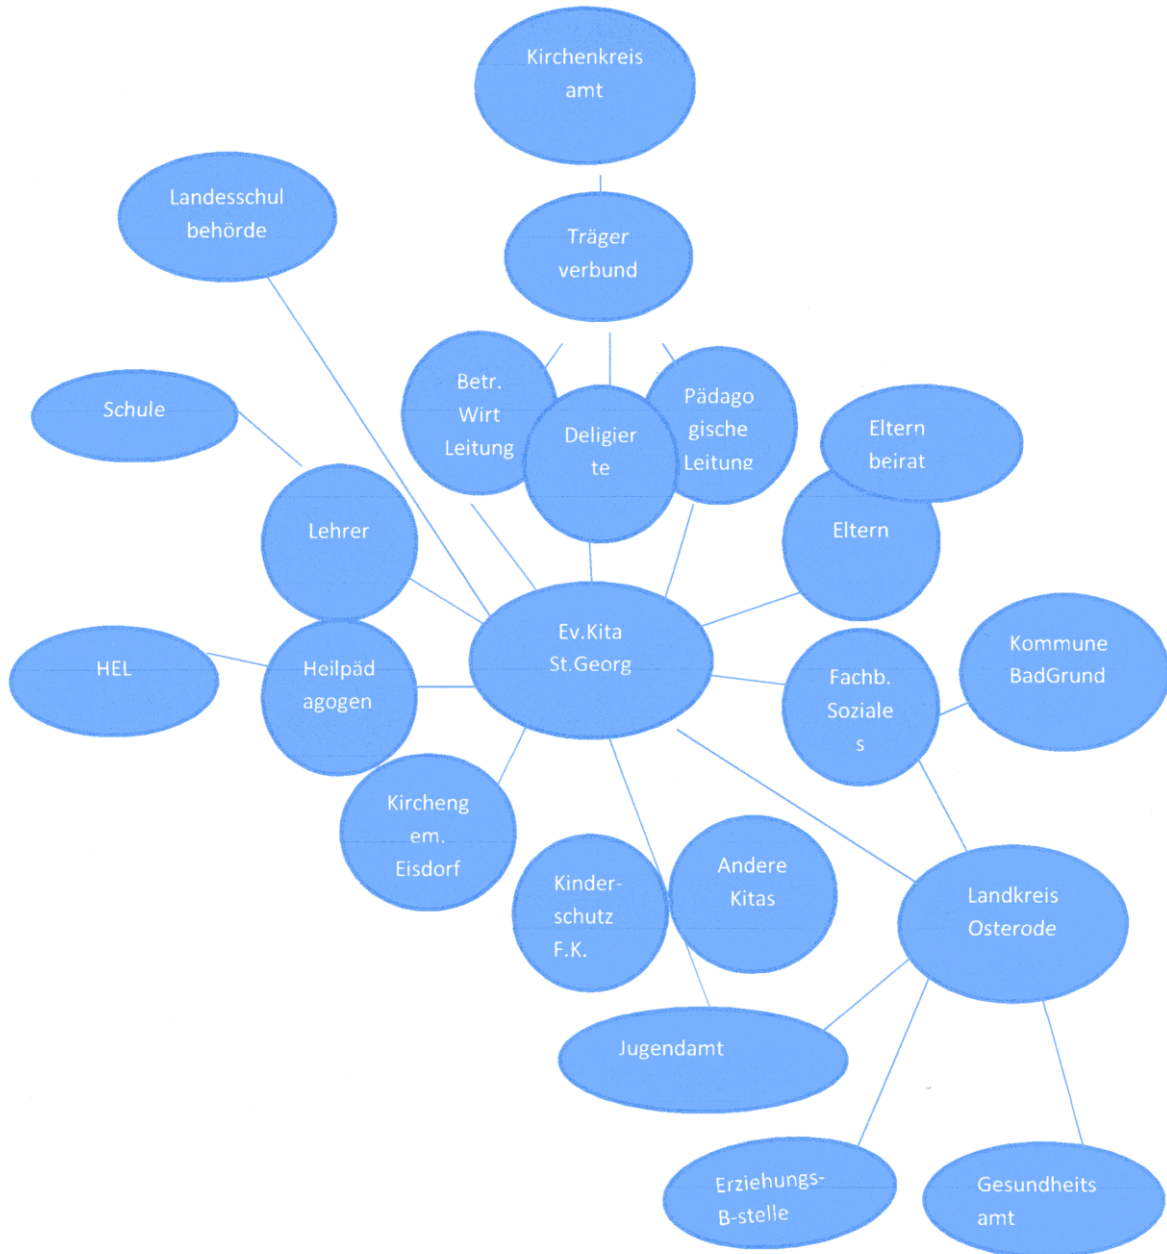 Kirchenkreis
amt
Landesschul
behörde
Träger
verbund
Betr.
Wirt
Leitung
Deligier
te
Pädago
gische
Leitung
Schule
Eltern
beirat
Lehrer
Eltern
Ev.Kita
St.Georg
HEL
Heilpäd
agogen
Fachb.
Soziale
s
Kommune
BadGrund
Kircheng
em.
Eisdorf
Kinder-
schutz
F.K.
Andere
Kitas
Landkreis
Osterode
Jugendamt
Erziehungs-
B-stelle
Gesundheits
amt